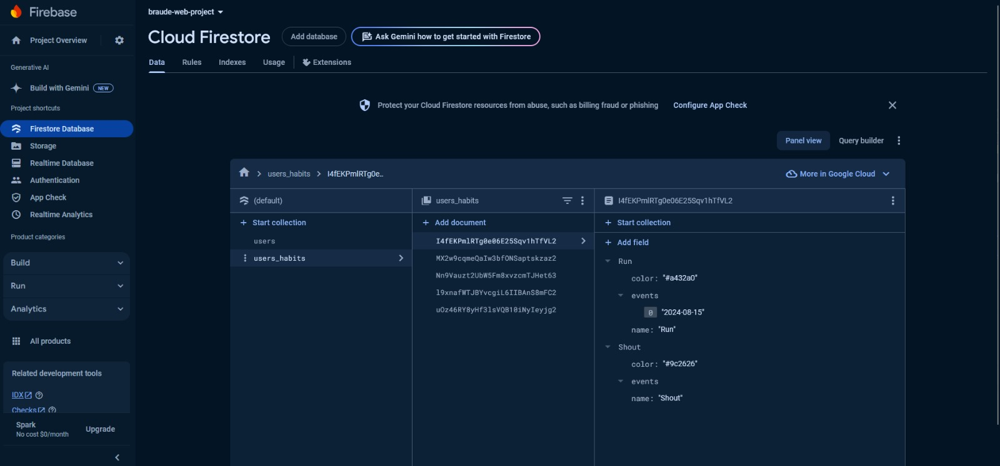 Firebase
braude-web-project
Project Overview
Cloud Firestore
Add database
Ask Gemini how to get started with Firestore
Data
Rules
Indexes
Usage
Extensions
Generative AI
Build with Gemini NEW
Project shortcuts
Firestore Database
Storage
Realtime Database
Authentication
App Check
Realtime Analytics
Product categories
Build
Run
Analytics
All products
Related development tools
IDX
Checks
Spark
No cost $0/month
Upgrade
Protect your Cloud Firestore resources from abuse, such as billing fraud or phishing
Configure App Check
Panel view
Query builder
users_habits
I4fEKPmlRTg0e..
More in Google Cloud
(default)
Start collection
users
users_habits
users_habits
Add document
I4fEKPmlRTg0e06E25Sqv1hTfVL2
MX2w9cqmeQaIw3bfONSaptskzaz2
Nn9Vauzt2UbW5Fm8xvzcmTJHet63
l9xnafWTJBYvcgiL6IIBAnS8mFC2
uOz46RY8yHf3lsVQB10iNyIeyjg2
I4fEKPmlRTg0e06E25Sqv1hTfVL2
Start collection
Add field
Run
color: "#a432a0"
events
0 "2024-08-15"
name: "Run"
Shout
color: "#9c2626"
events
name: "Shout"